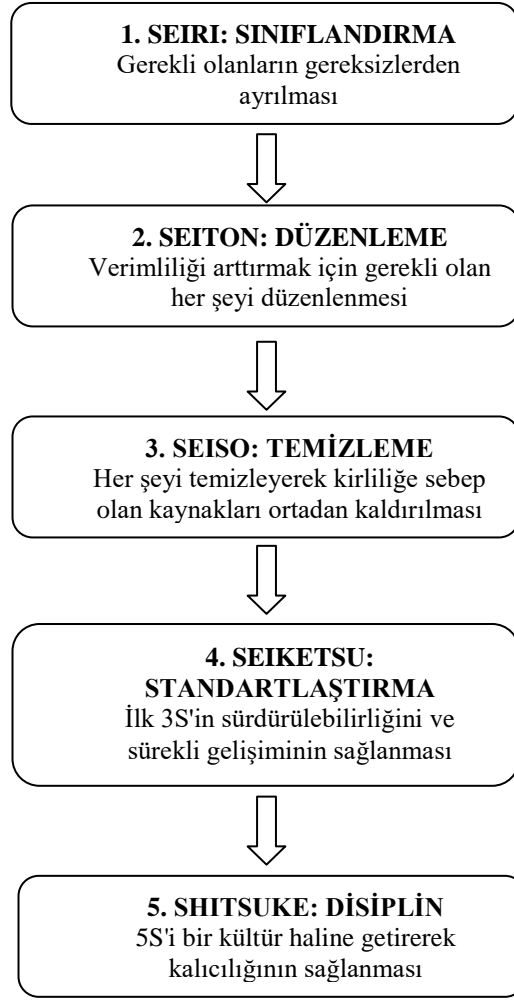 1. SEIRI: SINIFLANDIRMA
Gerekli olanların gereksizlerden
ayrılması
2. SEITON: DÜZENLEME
Verimliliği arttırmak için gerekli olan
her şeyi düzenlenmesi
3. SEISO: TEMİZLEME
Her şeyi temizleyerek kirliliğe sebep
olan kaynakları ortadan kaldırılması
4. SEIKETSU:
STANDARTLAŞTIRMA
İlk 3S'in sürdürülebilirliğini ve
sürekli gelişiminin sağlanması
5. SHITSUKE: DİSİPLİN
5S'i bir kültür haline getirerek
kalıcılığının sağlanması